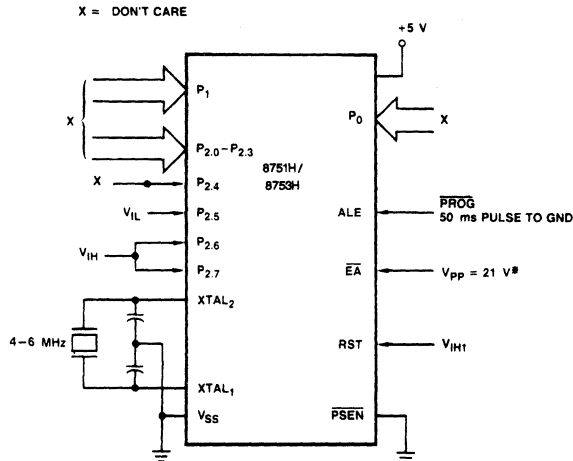 X = DON'T CARE
+5 V
P1
P0
X
X
P2.0–P2.3
8751H/
8753H
X
P2.4
VIL
P2.5
ALE
PROG
50 ms PULSE TO GND
P2.6
VIH
P2.7
EA
VPP = 21 V*
XTAL2
4–6 MHz
RST
VIH1
XTAL1
VSS
PSEN